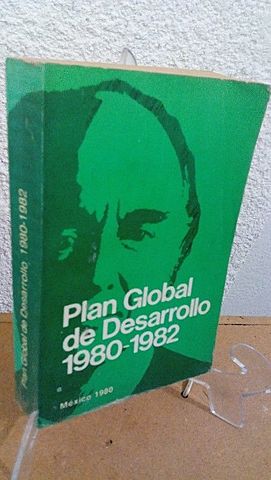 Plan Global de Desarrollo, 1980-1982
Plan Global
de Desarrollo
1980-1982
México 1980